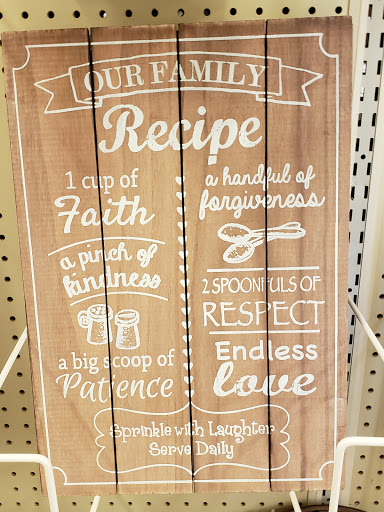 OUR FAMILY
Recipe
1 cup of
Faith
a pinch of
kindness
a big scoop of
Patience
a handful of
forgiveness
2 SPOONFULS OF
RESPECT
Endless
love
Sprinkle with Laughter
Serve Daily